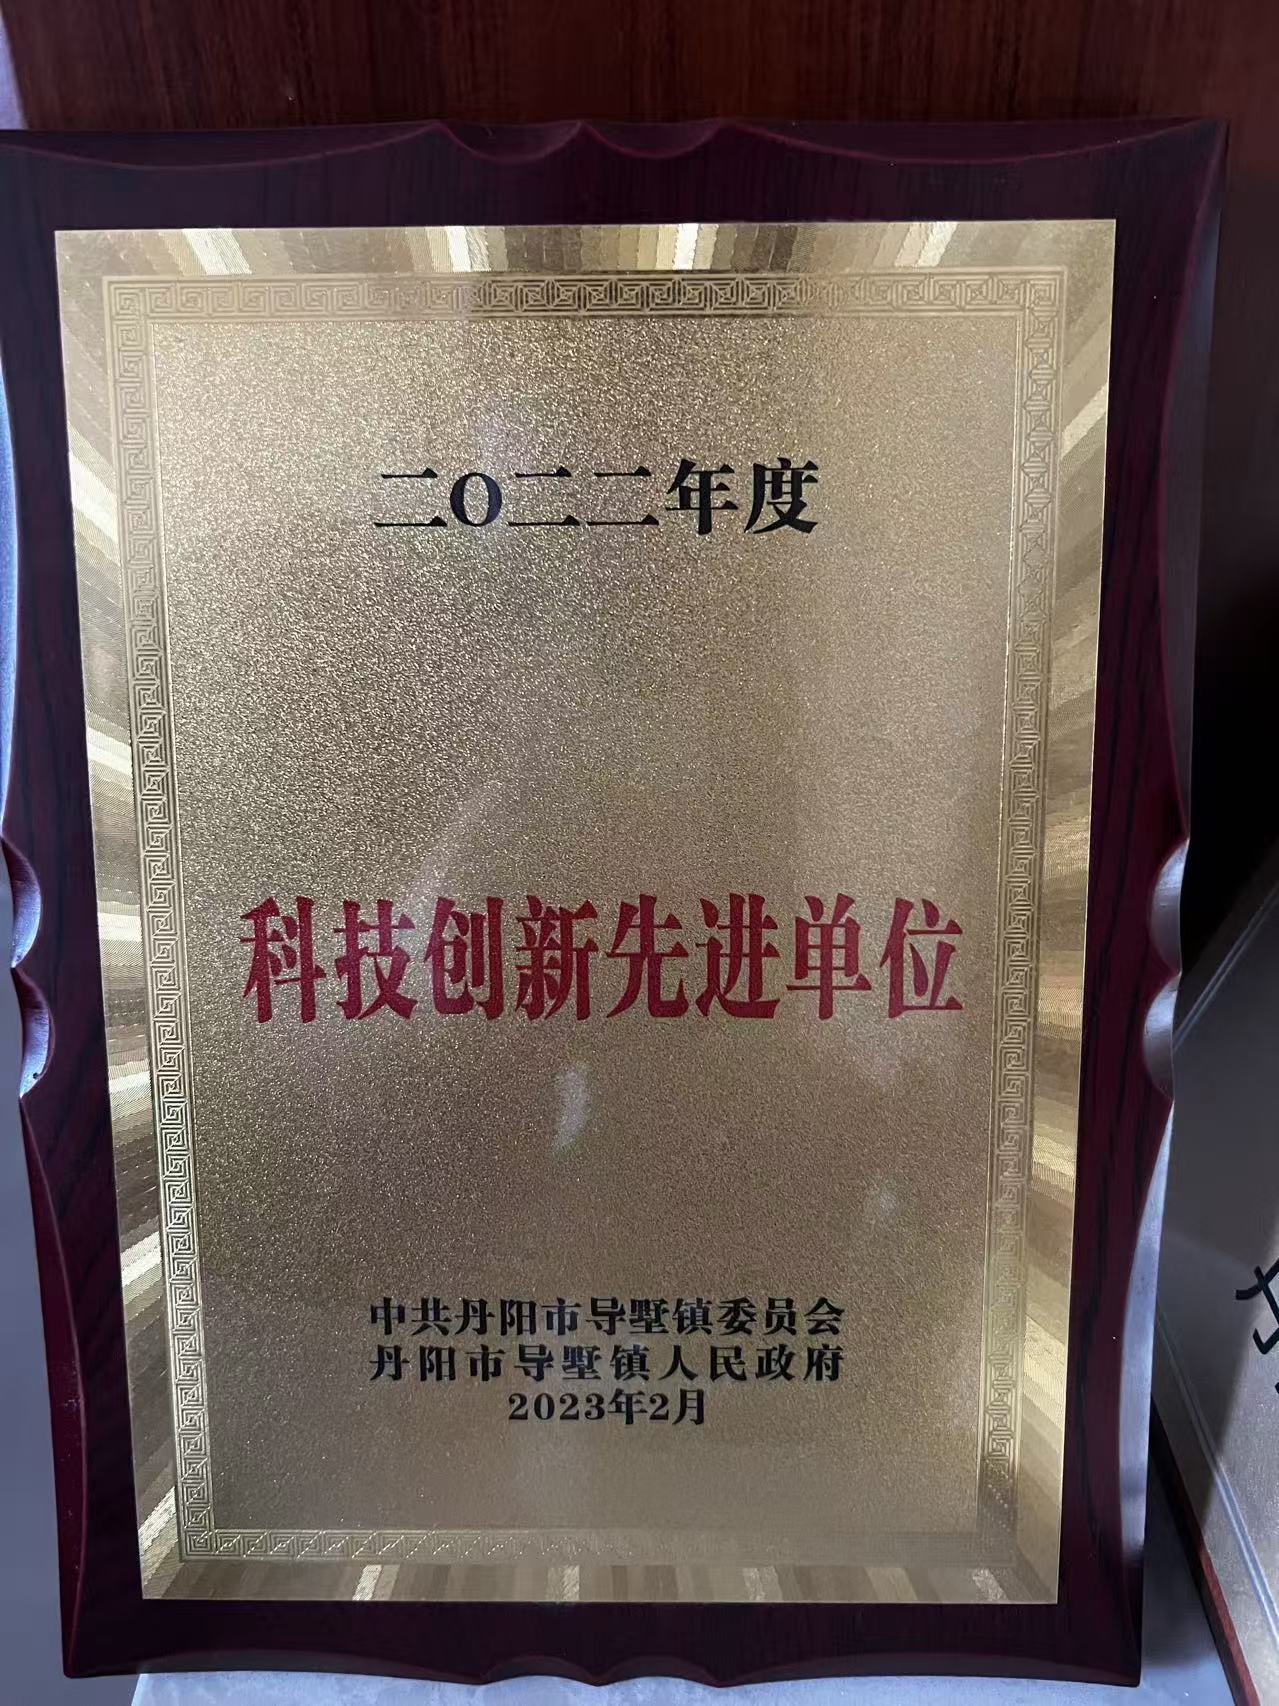 二〇二二年度
科技创新先进单位
中共丹阳市导墅镇委员会
丹阳市导墅镇人民政府
2023年2月